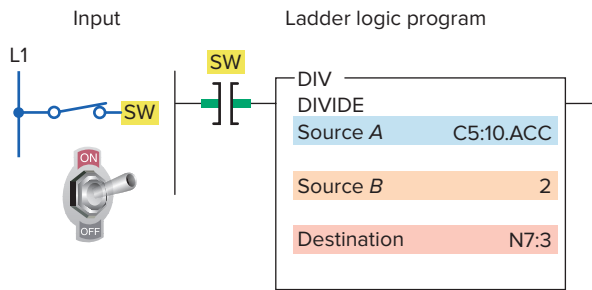 Input
Ladder logic program
L1
SW
SW
DIV
DIVIDE
Source A C5:10.ACC
Source B 2
Destination N7:3
ON
OFF